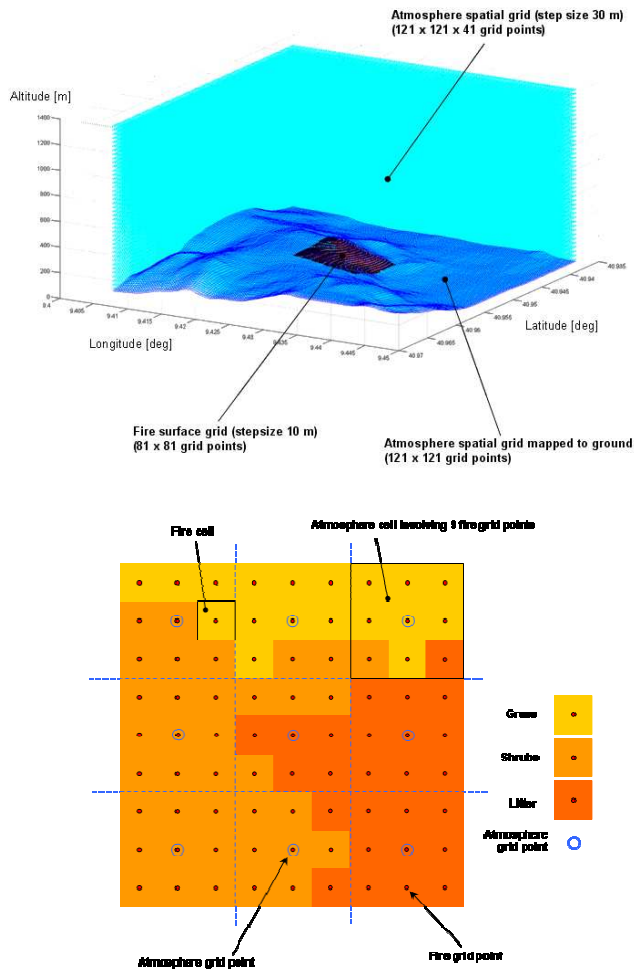 Atmosphere spatial grid (step size 30 m)
(121 x 121 x 41 grid points)
Altitude [m]
1400
1200
1000
800
600
400
200
0
9.4
9.405
9.41
9.415
9.42
9.425
9.43
9.435
9.44
9.445
9.45
40.97
40.965
40.96
40.955
40.95
40.945
40.94
40.935
Longitude [deg]
Latitude [deg]
Fire surface grid (stepsize 10 m)
(81 x 81 grid points)
Atmosphere spatial grid mapped to ground
(121 x 121 grid points)
Fire cell
Atmosphere cell involving 9 fire grid points
Grass
Shrubs
Litter
Atmosphere
grid point
Atmosphere grid point
Fire grid point